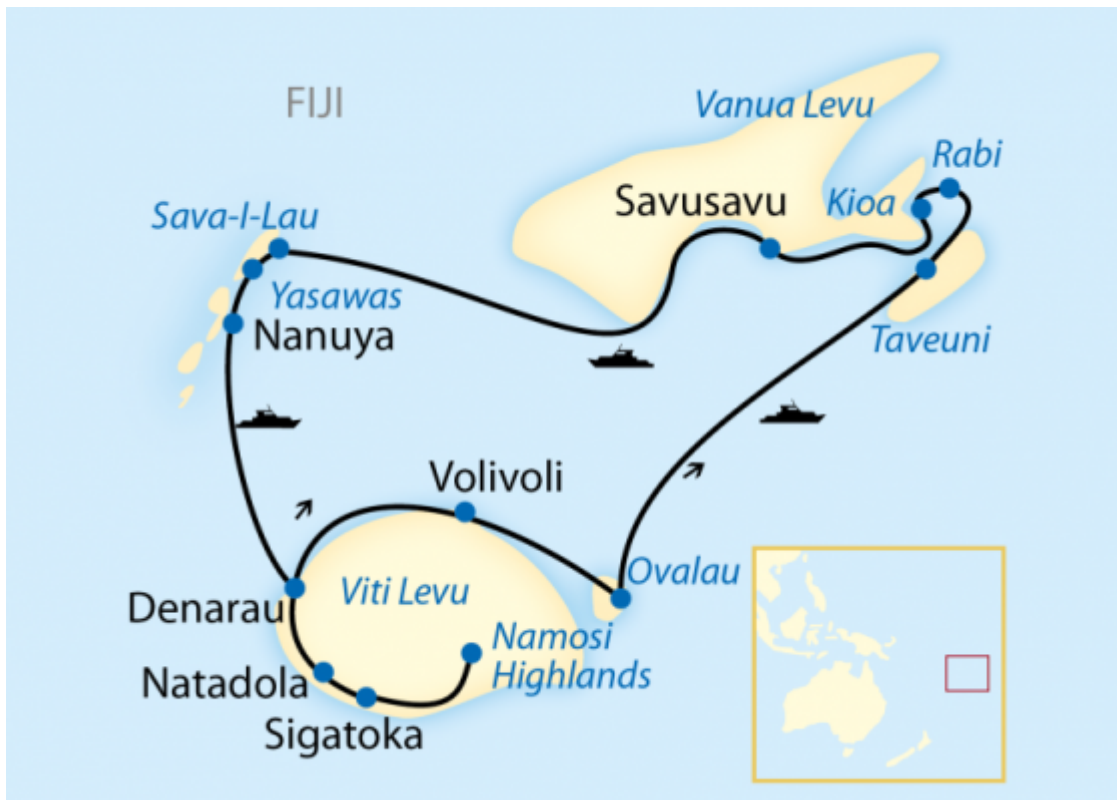 FIJI
Vanua Levu
Rabi
Savusavu
Kioa
Sava-I-Lau
Yasawas
Nanuya
Taveuni
Volivoli
Ovalau
Viti Levu
Denarau
Namosi
Highlands
Natadola
Sigatoka